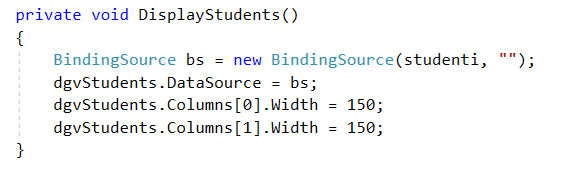 private void DisplayStudents()
{
    BindingSource bs = new BindingSource(studenti, "");
    dgvStudents.DataSource = bs;
    dgvStudents.Columns[0].Width = 150;
    dgvStudents.Columns[1].Width = 150;
}